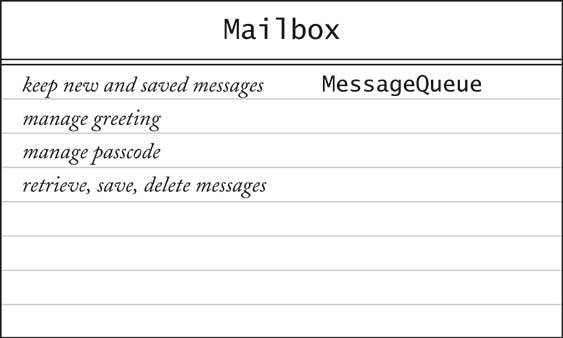 Mailbox
keep new and saved messages MessageQueue
manage greeting
manage passcode
retrieve, save, delete messages